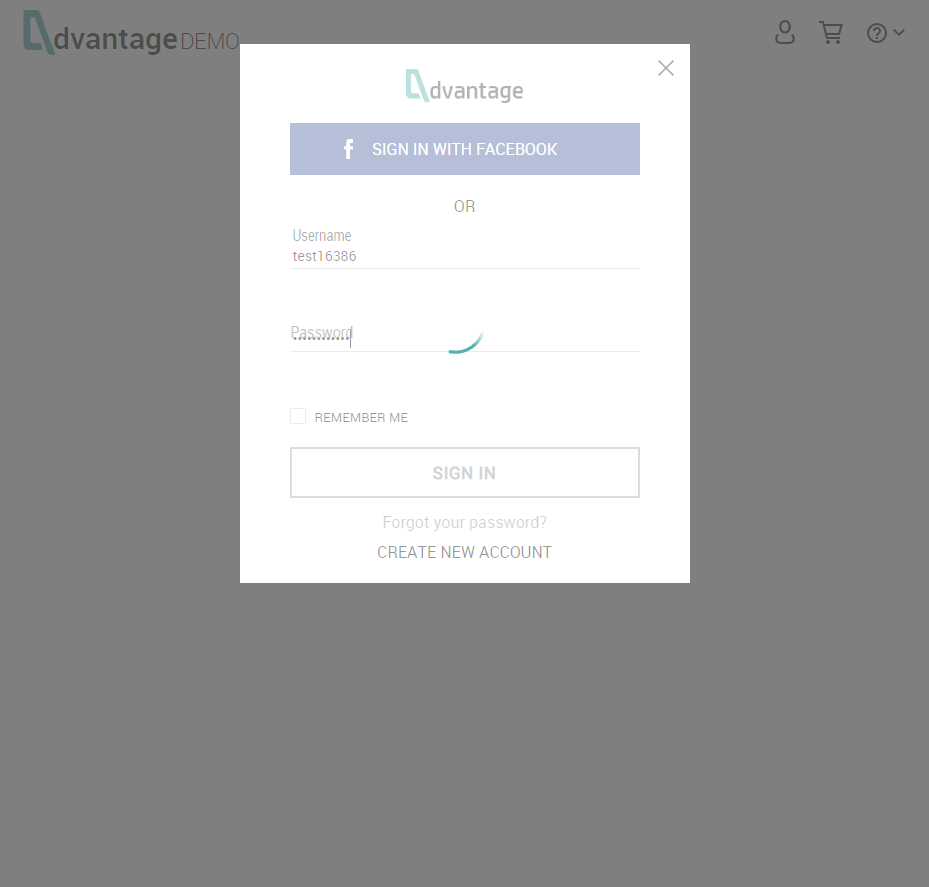 dvantage DEMO
dvantage
f SIGN IN WITH FACEBOOK
OR
Username
test16386
Password
REMEMBER ME
SIGN IN
Forgot your password?
CREATE NEW ACCOUNT